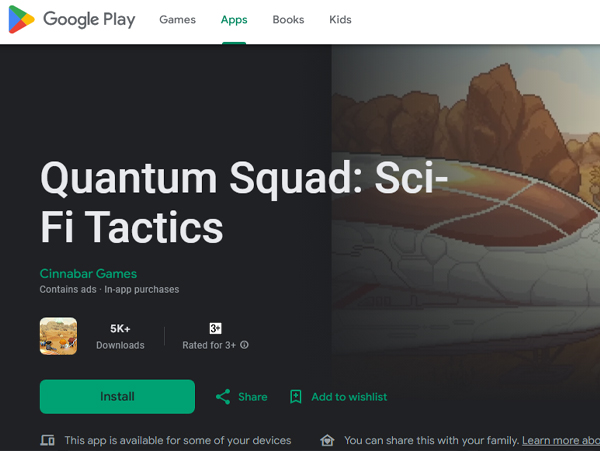 Google Play Games Apps Books Kids
Quantum Squad: Sci-
Fi Tactics
Cinnabar Games
Contains ads · In-app purchases
5K+ 3+
Downloads Rated for 3+
Install Share Add to wishlist
This app is available for some of your devices You can share this with your family. Learn more abo